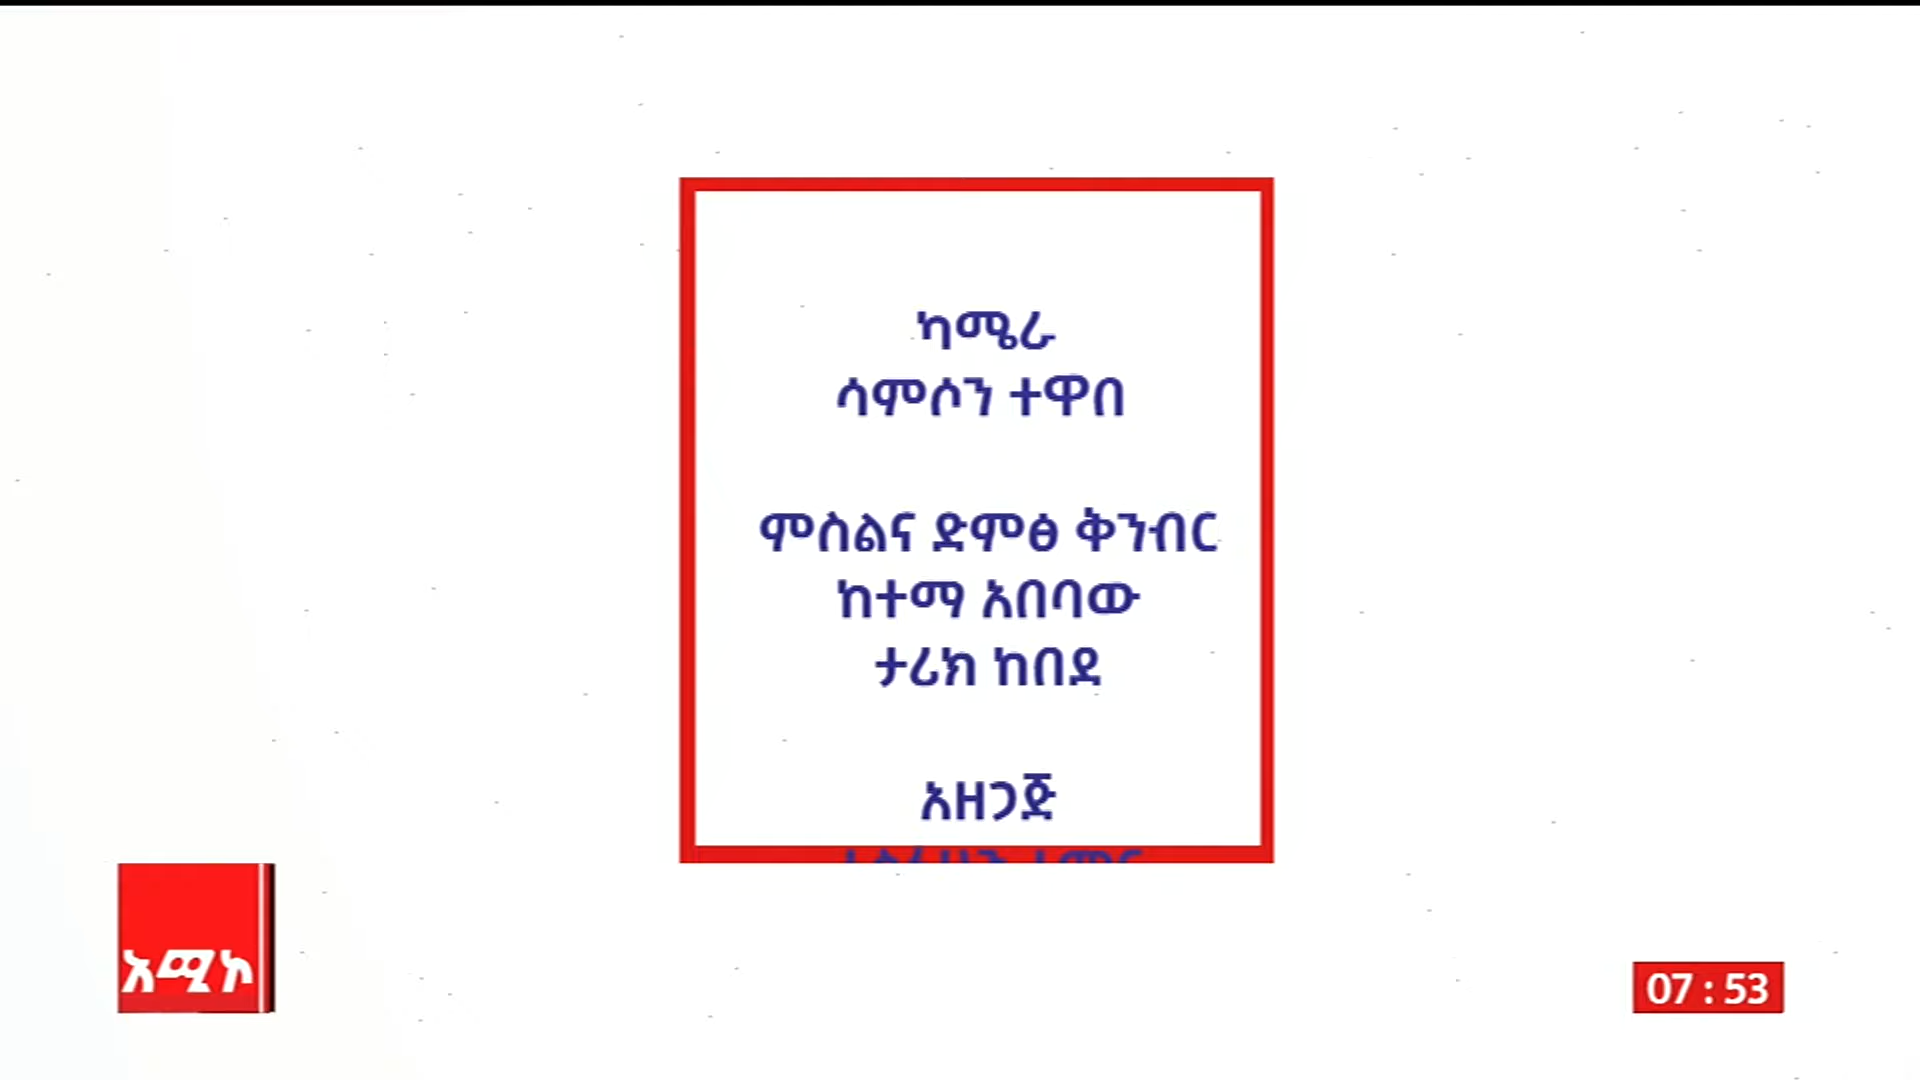 ካሜራ
ሳምሶን ተዋበ
ምስልና ድምፅ ቅንብር
ከተማ አበባው
ታሪክ ከበደ
አዘጋጅ
አሚኮ
07 : 53